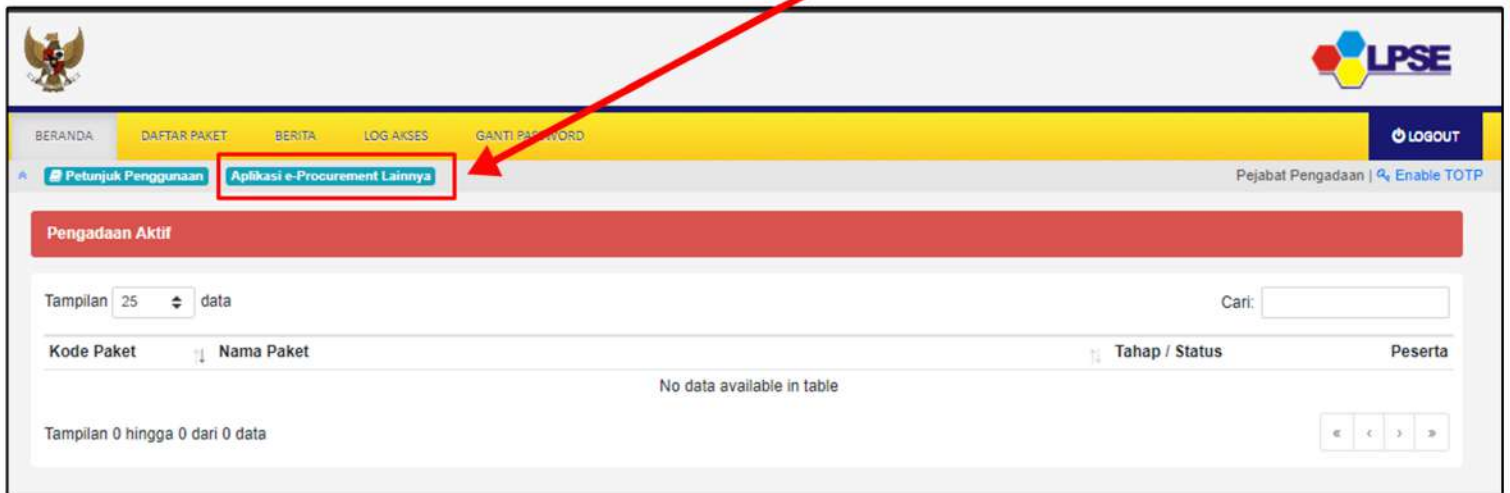 LPSE
BERANDA DAFTAR PAKET BERITA LOG AKSES GANTI PASSWORD LOGOUT
Petunjuk Penggunaan Aplikasi e-Procurement Lainnya Pejabat Pengadaan | Enable TOTP
Pengadaan Aktif
Tampilan 25 data Cari:
Kode Paket Nama Paket Tahap / Status Peserta
No data available in table
Tampilan 0 hingga 0 dari 0 data « ‹ › »